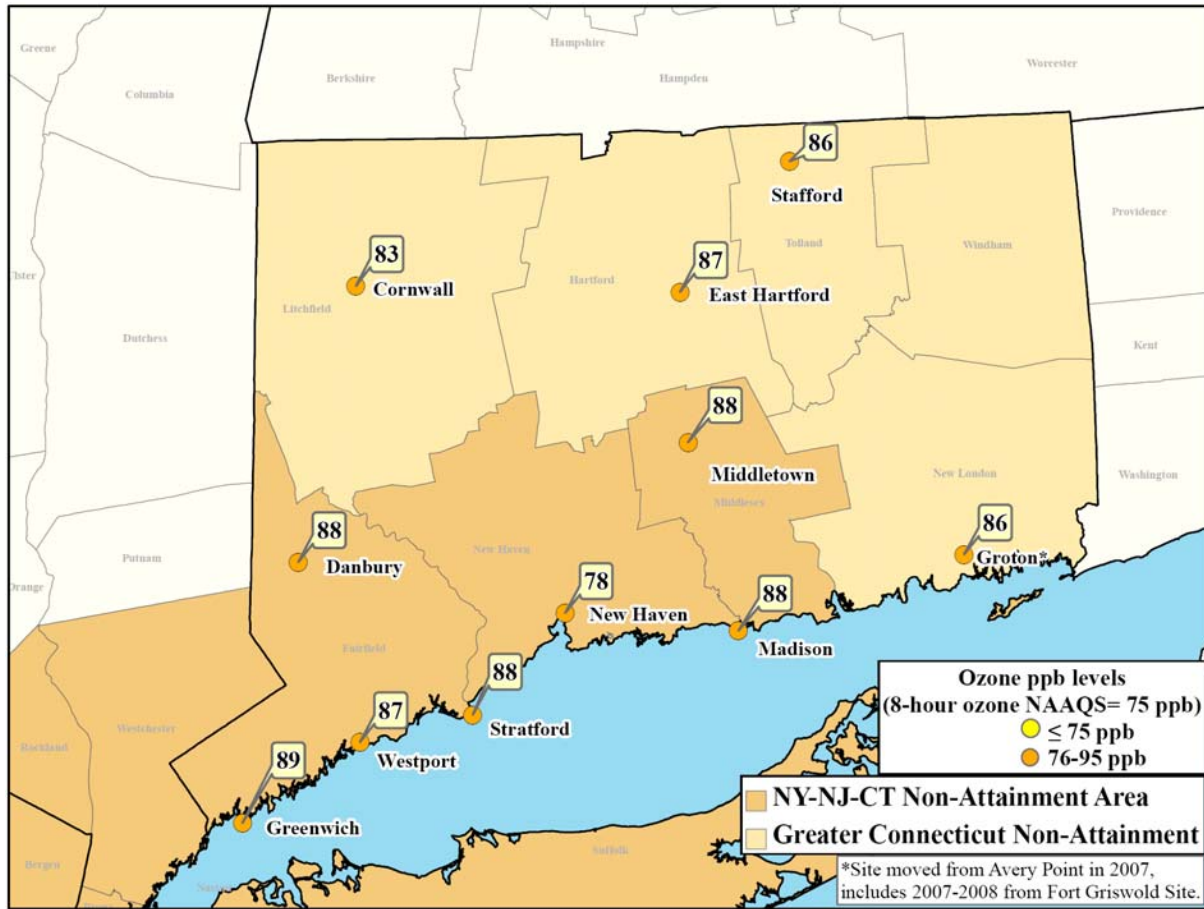 Greene
Columbia
Berkshire
Hampshire
Hampden
Worcester
86
Stafford
Tolland
Windham
Providence
83
Cornwall
Litchfield
Hartford
87
East Hartford
Dutchess
Kent
88
Middletown
Middlesex
New London
Washington
Putnam
Orange
88
Danbury
New Haven
78
New Haven
88
Madison
86
Groton*
Fairfield
88
Stratford
87
Westport
Westchester
Rockland
89
Greenwich
Bergen
Suffolk
Ozone ppb levels
(8-hour ozone NAAQS= 75 ppb)
≤ 75 ppb
76-95 ppb
NY-NJ-CT Non-Attainment Area
Greater Connecticut Non-Attainment
*Site moved from Avery Point in 2007,
includes 2007-2008 from Fort Griswold Site.